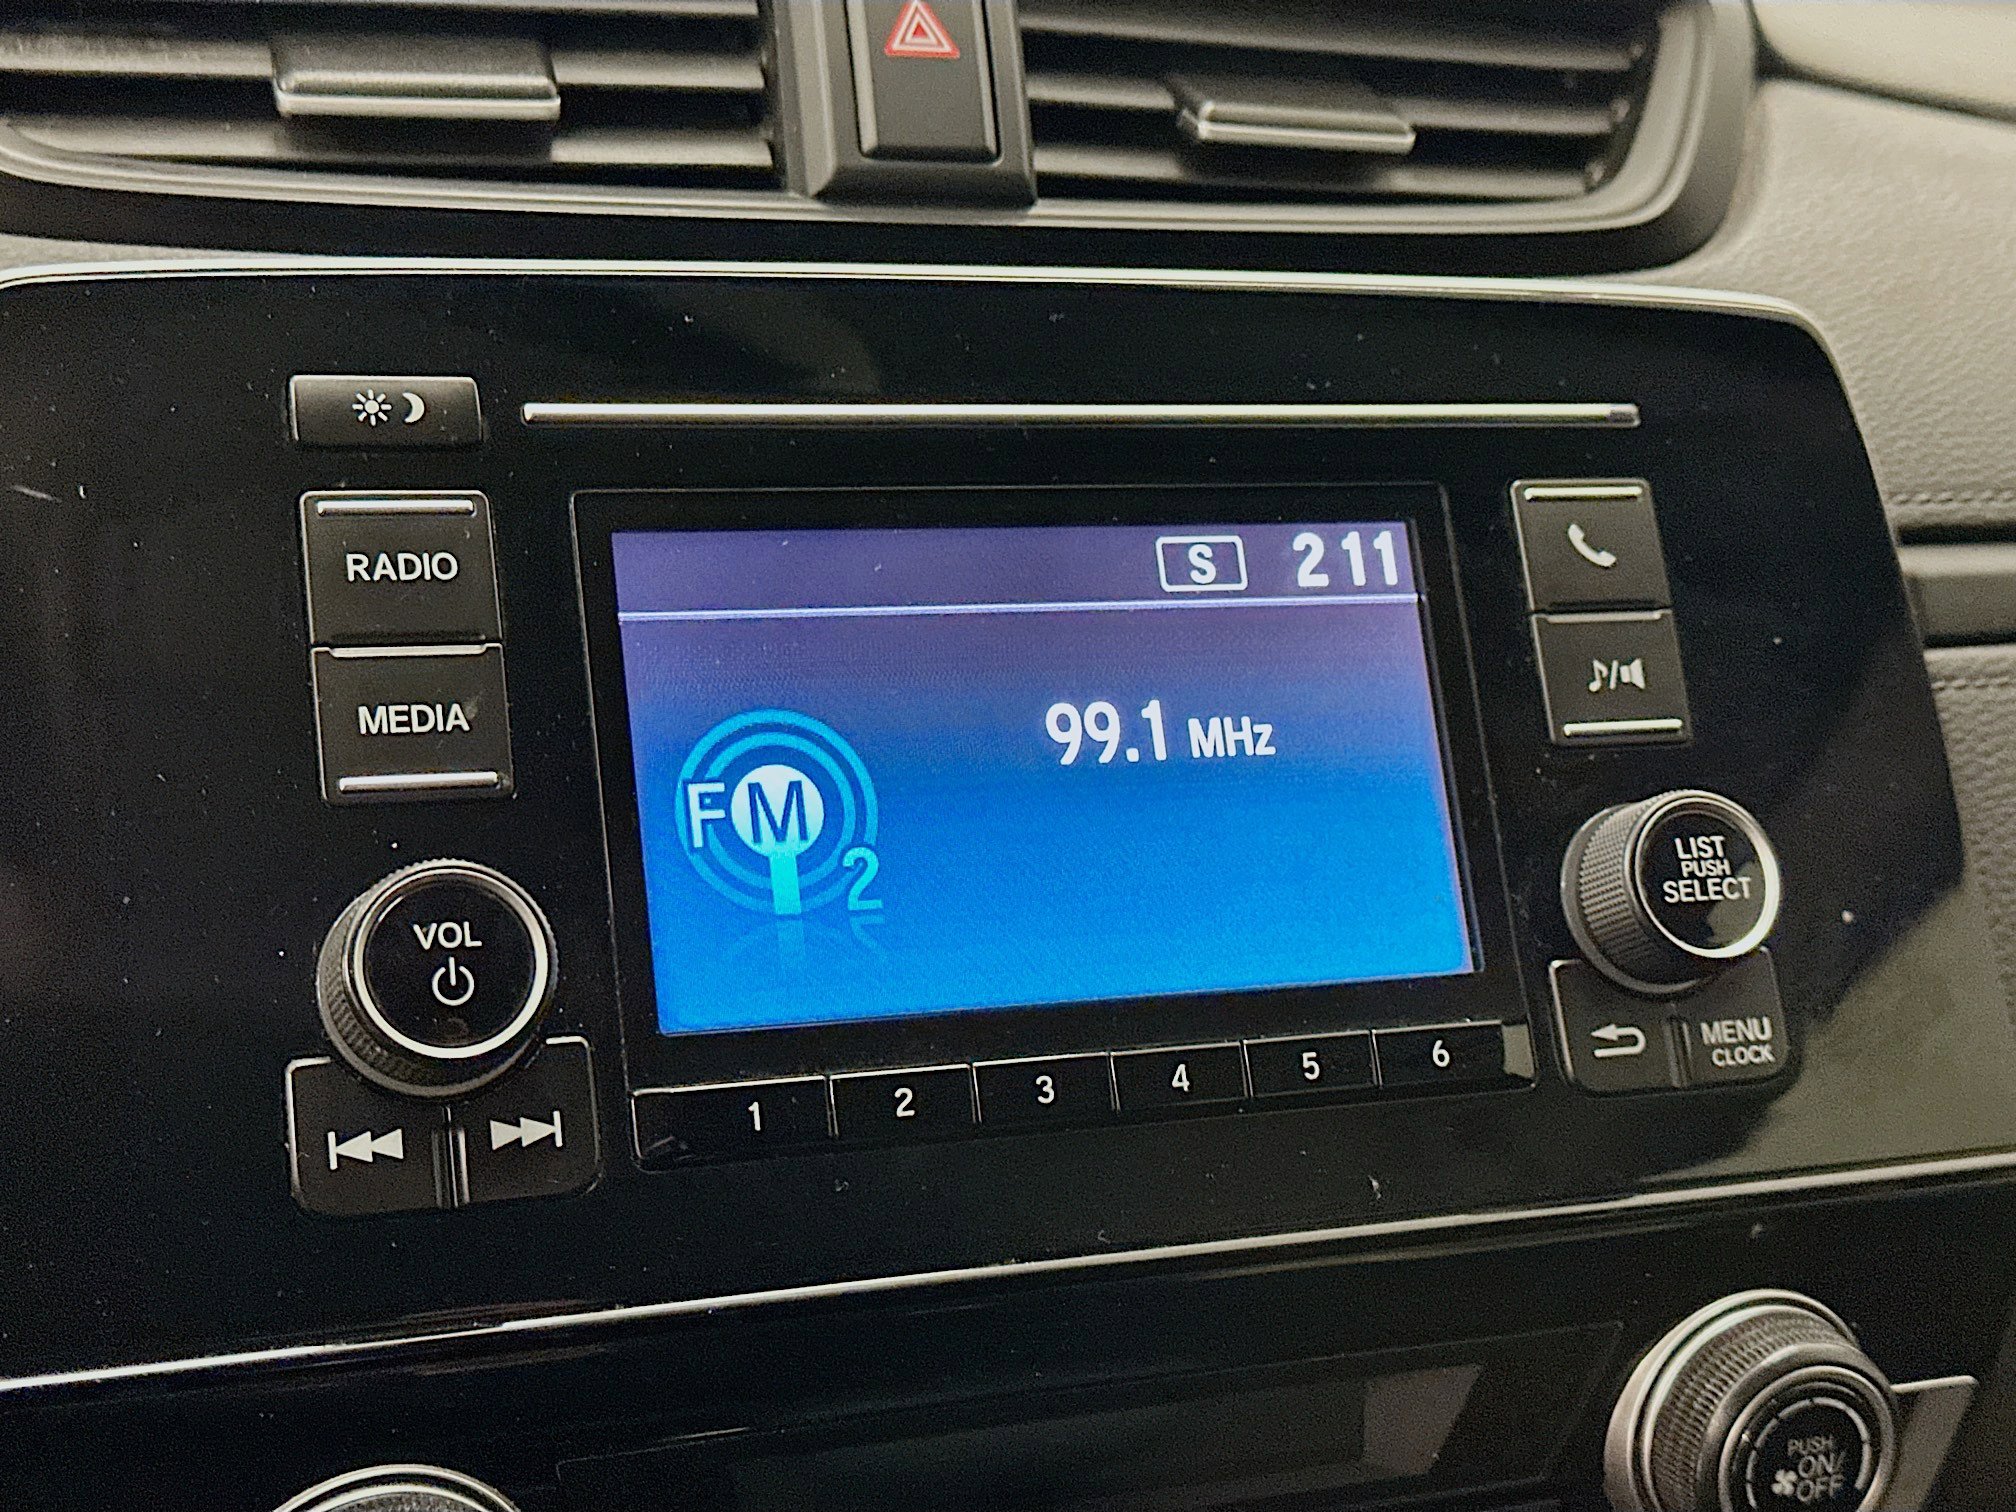 S 211
RADIO
MEDIA
99.1 MHz
FM
2
VOL
LIST
PUSH
SELECT
MENU
CLOCK
1 2 3 4 5 6
PUSH
ON/
OFF